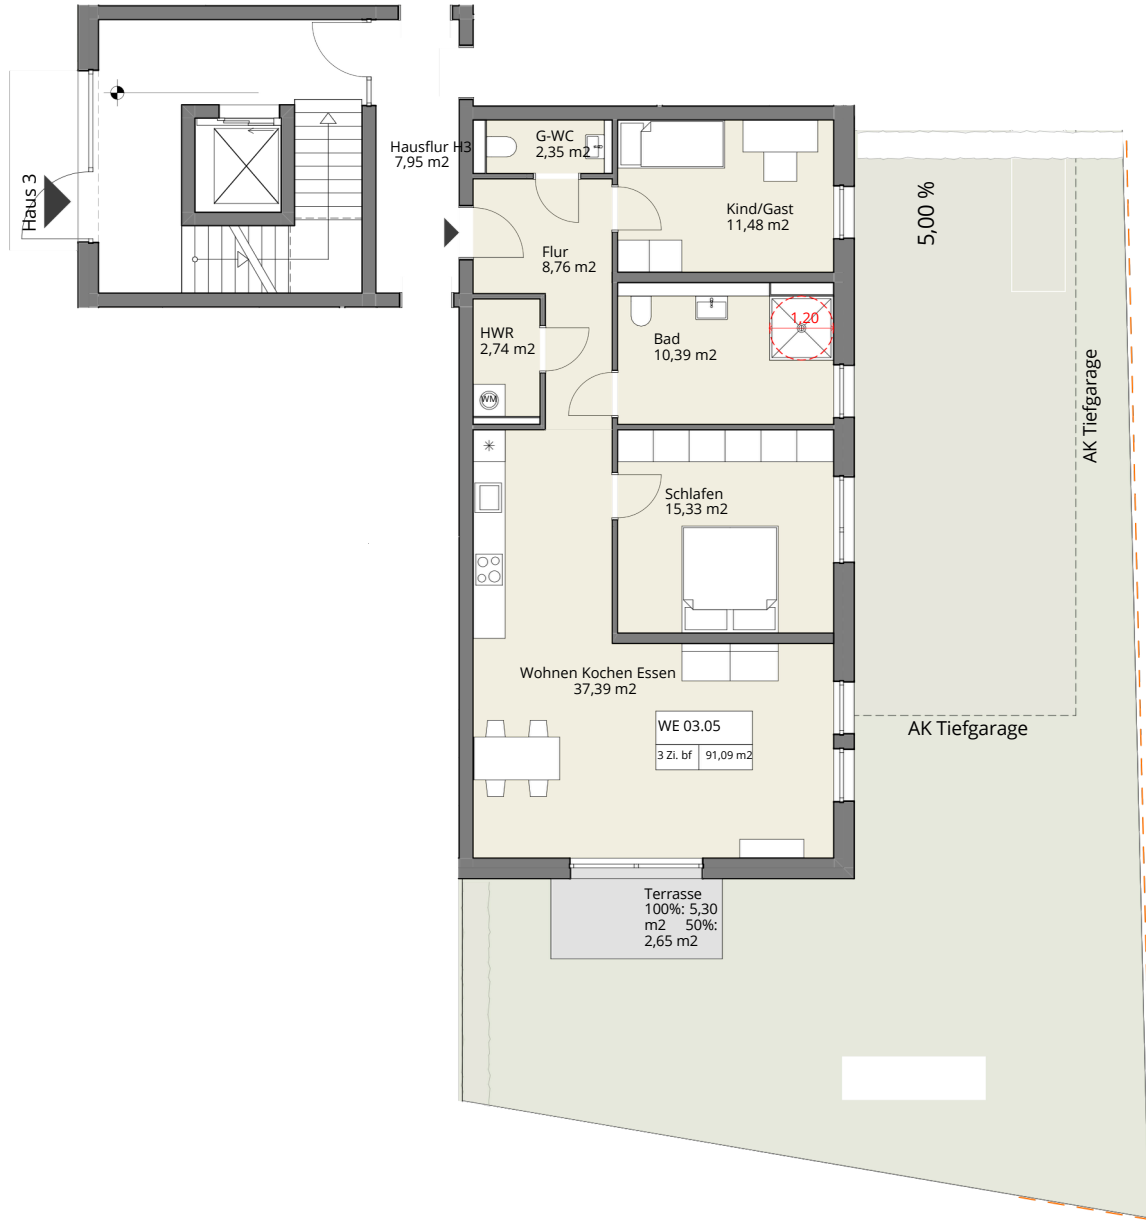 Haus 3
Hausflur H3
7,95 m2
G-WC
2,35 m2
Kind/Gast
11,48 m2
5,00 %
Flur
8,76 m2
HWR
2,74 m2
WM
Bad
10,39 m2
1,20
AK Tiefgarage
Schlafen
15,33 m2
Wohnen Kochen Essen
37,39 m2
WE 03.05
3 Zi. bf 91,09 m2
AK Tiefgarage
Terrasse
100%: 5,30
m2 50%:
2,65 m2